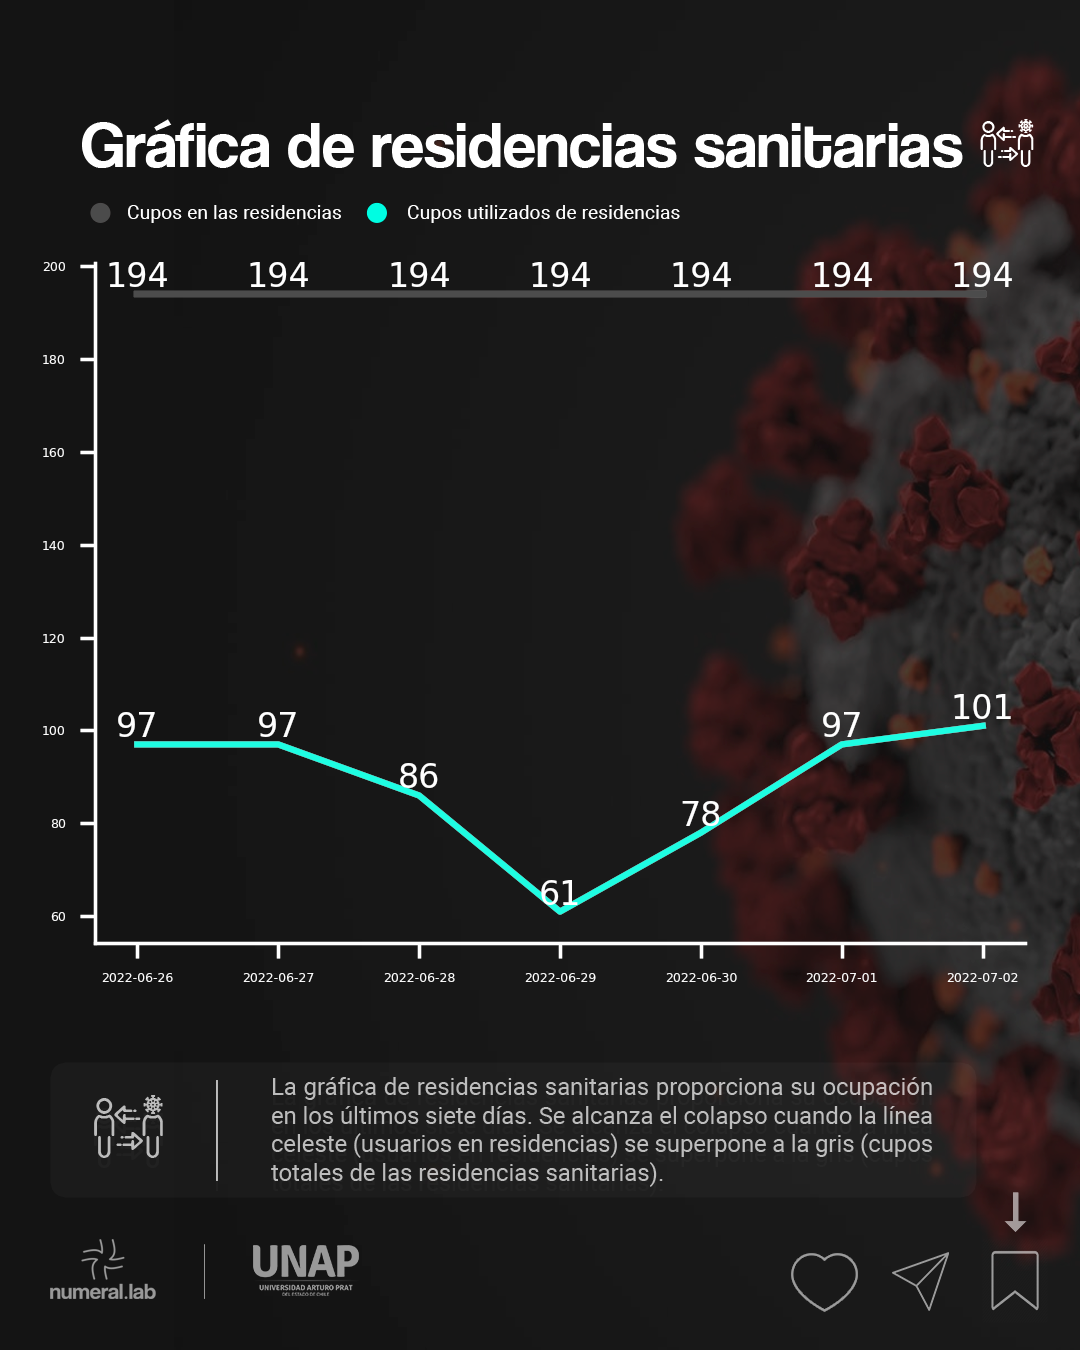 Gráfica de residencias sanitarias
Cupos en las residencias
Cupos utilizados de residencias
200
194 194 194 194 194 194 194
180
160
140
120
100
97 97 86 61 78 97 101
80
60
2022-06-26 2022-06-27 2022-06-28 2022-06-29 2022-06-30 2022-07-01 2022-07-02
La gráfica de residencias sanitarias proporciona su ocupación
en los últimos siete días. Se alcanza el colapso cuando la línea
celeste (usuarios en residencias) se superpone a la gris (cupos
totales de las residencias sanitarias).
numeral.lab
UNAP
UNIVERSIDAD ARTURO PRAT
DEL ESTADO DE CHILE